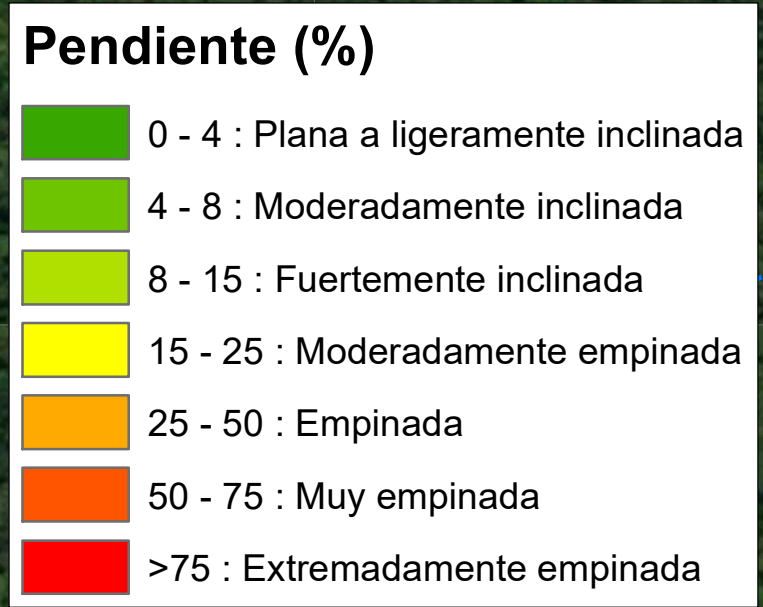 Pendiente (%)
0 - 4 : Plana a ligeramente inclinada
4 - 8 : Moderadamente inclinada
8 - 15 : Fuertemente inclinada
15 - 25 : Moderadamente empinada
25 - 50 : Empinada
50 - 75 : Muy empinada
>75 : Extremadamente empinada